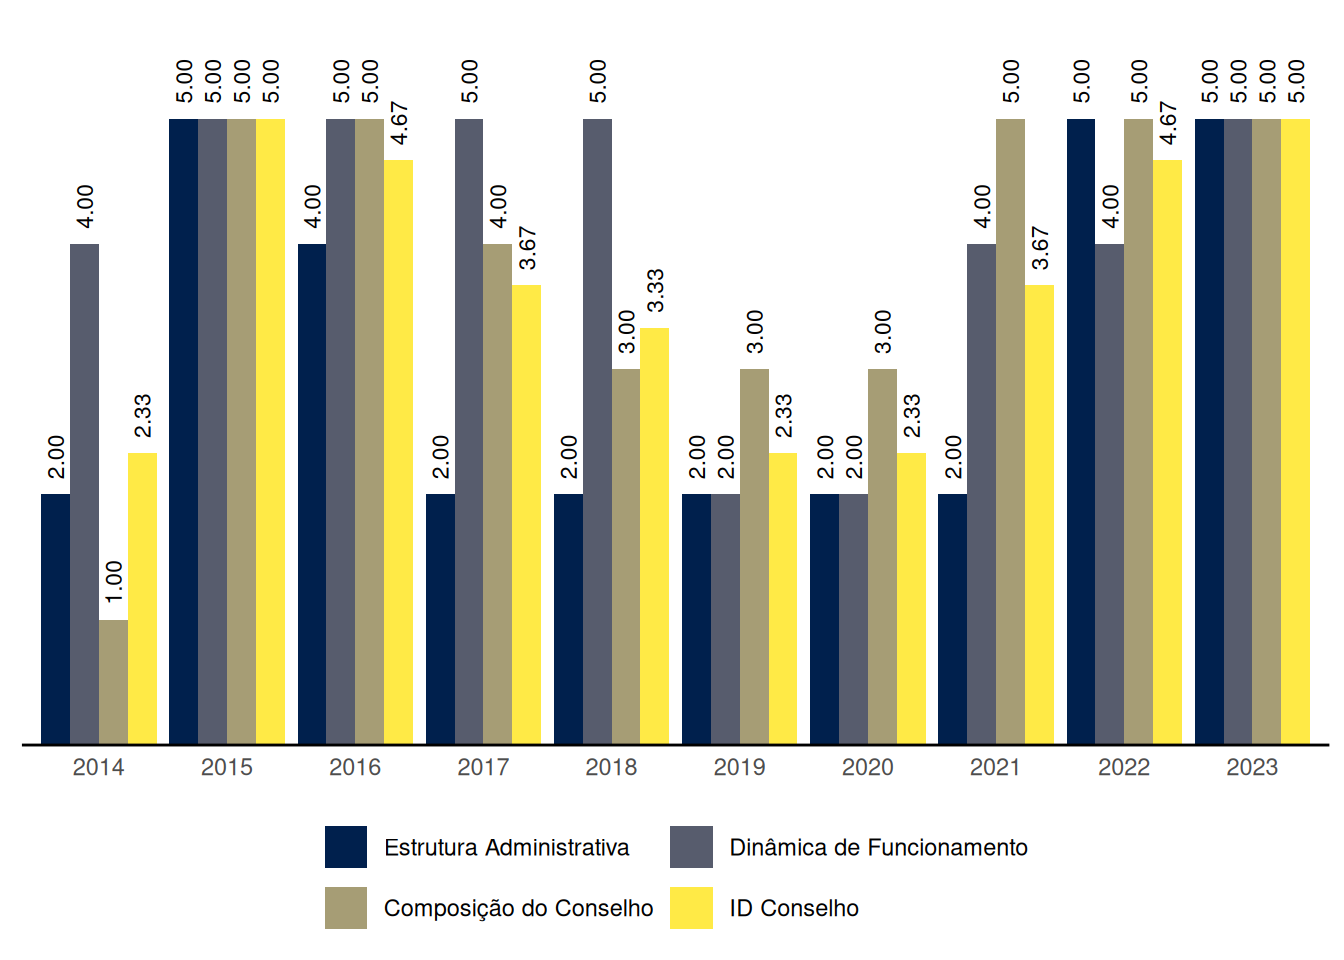 2.00 4.00 1.00 2.33 5.00 5.00 5.00 5.00 4.00 5.00 5.00 4.67 2.00 5.00 4.00 3.67 2.00 5.00 3.00 3.33 2.00 2.00 3.00 2.33 2.00 2.00 3.00 2.33 2.00 4.00 5.00 3.67 5.00 4.00 5.00 4.67 5.00 5.00 5.00 5.00
2014 2015 2016 2017 2018 2019 2020 2021 2022 2023
Estrutura Administrativa Dinâmica de Funcionamento
Composição do Conselho ID Conselho